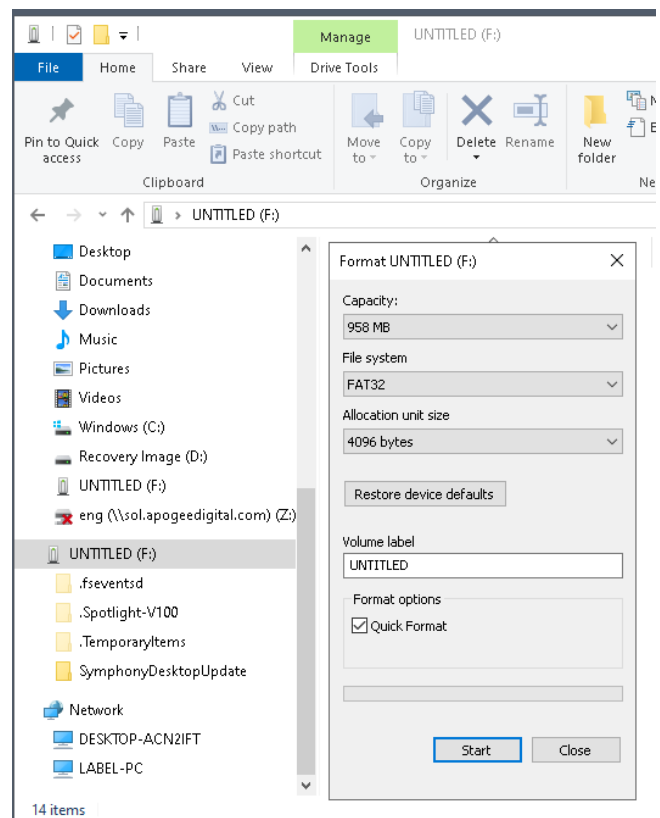 Manage
UNTITLED (F:)
File
Home
Share
View
Drive Tools
Pin to Quick access
Copy
Paste
Cut
Copy path
Paste shortcut
Clipboard
Move to
Copy to
Delete
Rename
Organize
New folder
Ne
UNTITLED (F:)
Desktop
Documents
Downloads
Music
Pictures
Videos
Windows (C:)
Recovery Image (D:)
UNTITLED (F:)
eng (\\sol.apogeedigital.com) (Z:)
UNTITLED (F:)
.fseventsd
.Spotlight-V100
.TemporaryItems
SymphonyDesktopUpdate
Network
DESKTOP-ACN2IFT
LABEL-PC
14 items
Format UNTITLED (F:)
Capacity:
958 MB
File system
FAT32
Allocation unit size
4096 bytes
Restore device defaults
Volume label
UNTITLED
Format options
Quick Format
Start
Close